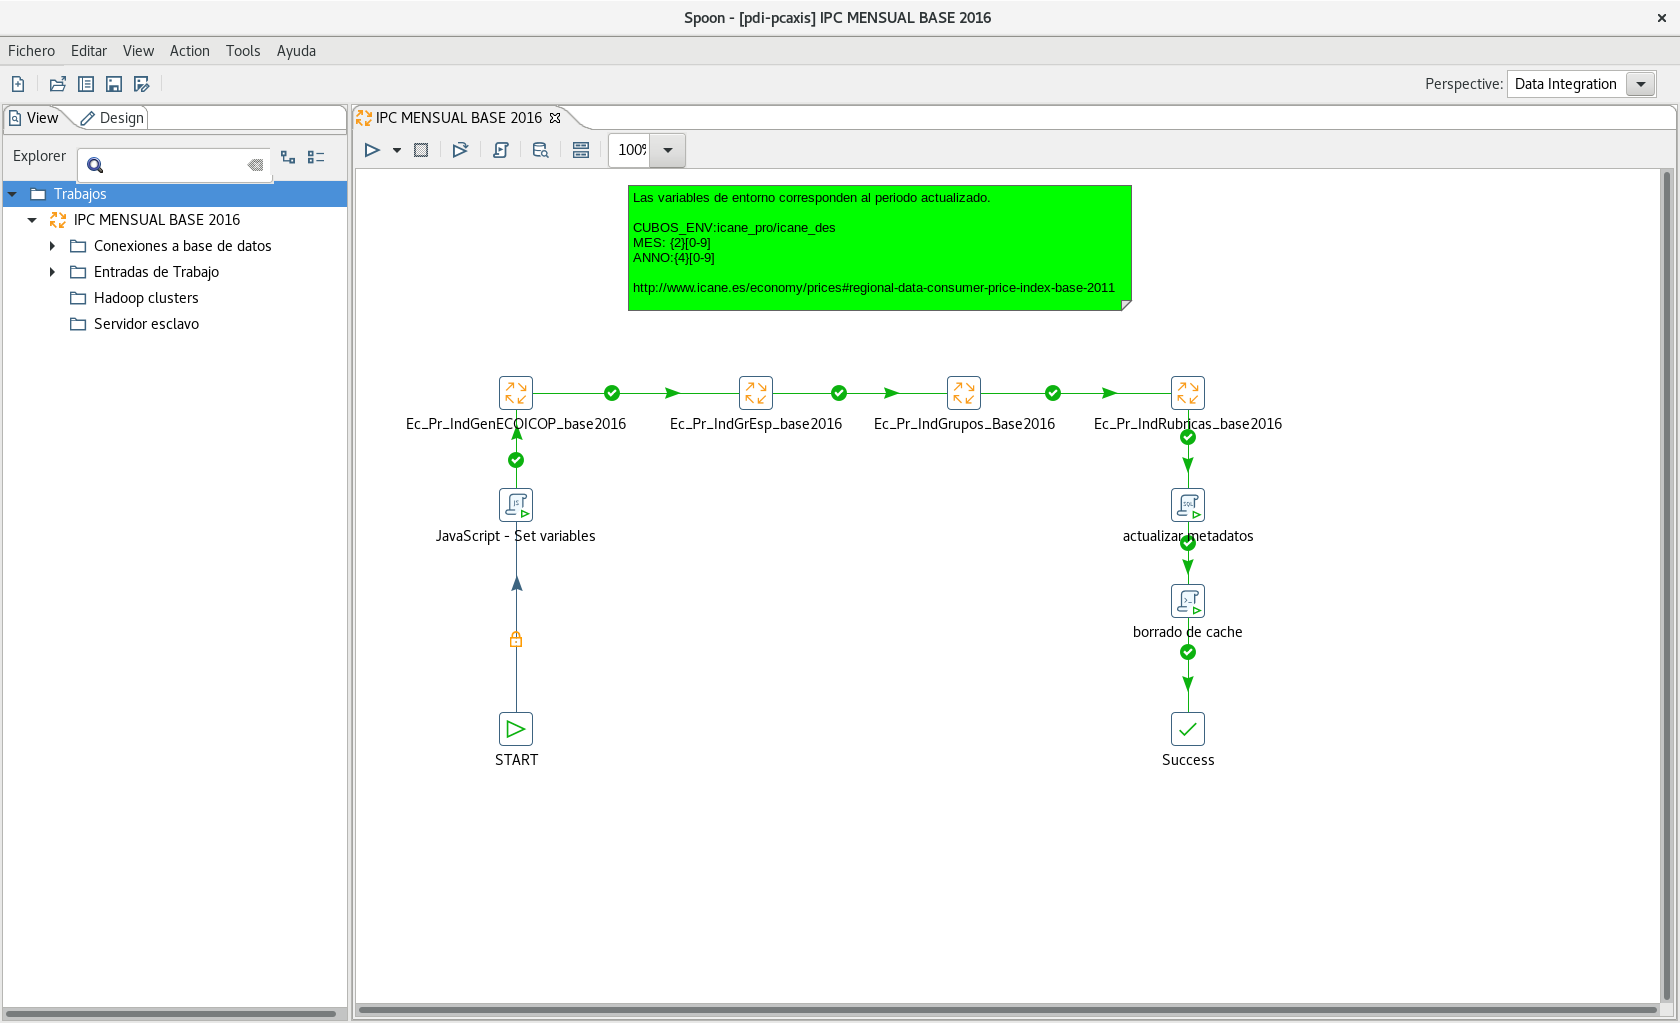 Spoon - [pdi-pcaxis] IPC MENSUAL BASE 2016
Fichero Editar View Action Tools Ayuda
Perspective: Data Integration
View Design
IPC MENSUAL BASE 2016
Explorer
100%
Trabajos
IPC MENSUAL BASE 2016
Conexiones a base de datos
Entradas de Trabajo
Hadoop clusters
Servidor esclavo
Las variables de entorno corresponden al periodo actualizado.
CUBOS_ENV:icane_pro/icane_des
MES: {2}[0-9]
ANNO:{4}[0-9]
http://www.icane.es/economy/prices#regional-data-consumer-price-index-base-2011
Ec_Pr_IndGenECOICOP_base2016 Ec_Pr_IndGrEsp_base2016 Ec_Pr_IndGrupos_Base2016 Ec_Pr_IndRubricas_base2016
JavaScript - Set variables actualizar metadatos
borrado de cache
START Success